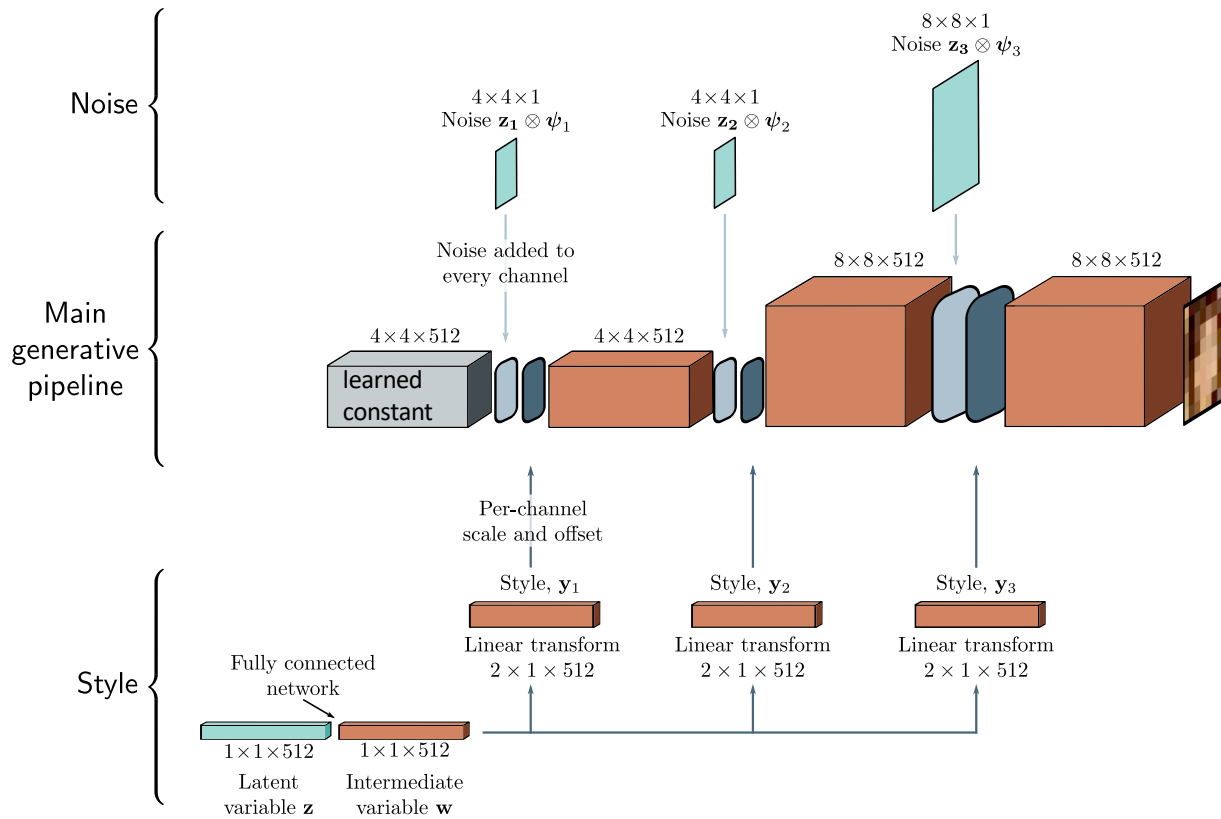 Noise
4×4×1
Noise z₁ ⊗ ψ₁
4×4×1
Noise z₂ ⊗ ψ₂
8×8×1
Noise z₃ ⊗ ψ₃
Main
generative
pipeline
Noise added to
every channel
4×4×512
learned
constant
4×4×512
8×8×512
8×8×512
Per-channel
scale and offset
Style
Style, y₁
Linear transform
2 × 1 × 512
Style, y₂
Linear transform
2 × 1 × 512
Style, y₃
Linear transform
2 × 1 × 512
Fully connected
network
1×1×512
Latent
variable z
1×1×512
Intermediate
variable w